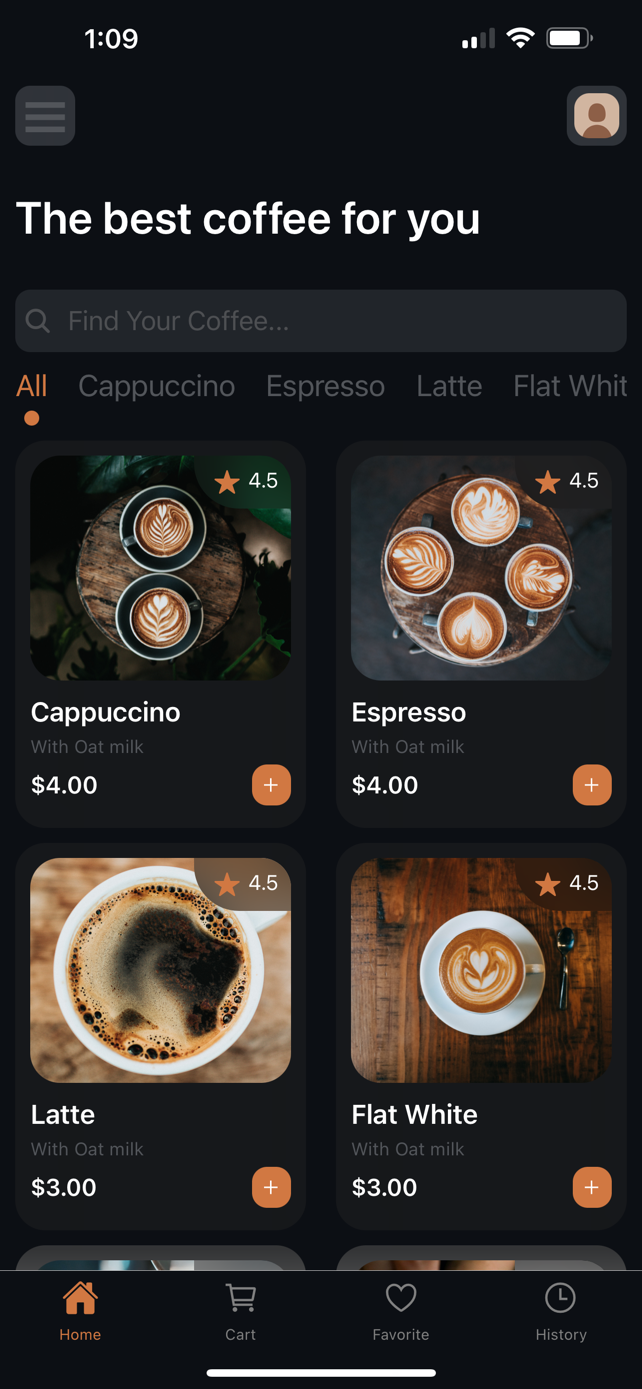 1:09
The best coffee for you
Find Your Coffee...
All Cappuccino Espresso Latte Flat Whit
4.5 4.5
Cappuccino Espresso
With Oat milk With Oat milk
$4.00 + $4.00 +
4.5 4.5
Latte Flat White
With Oat milk With Oat milk
$3.00 + $3.00 +
Home Cart Favorite History